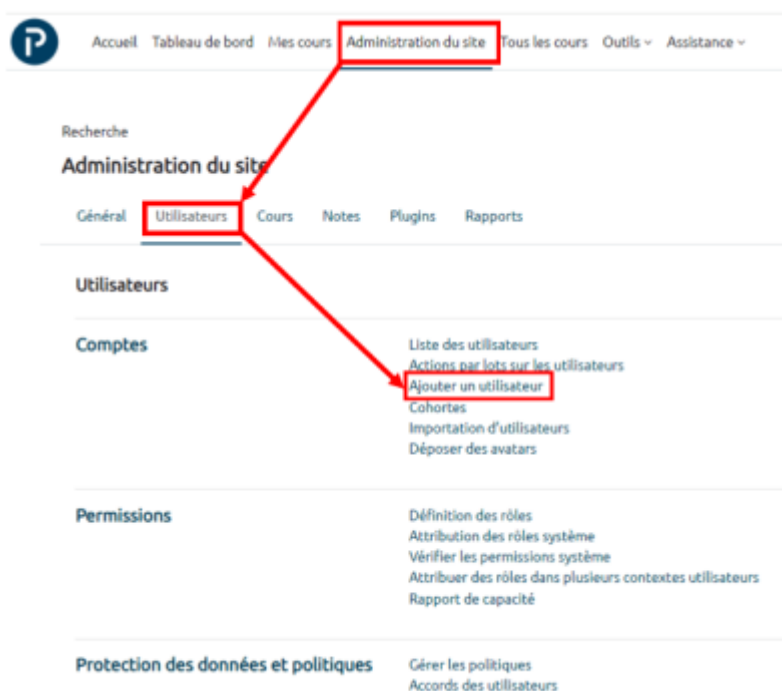 Accueil Tableau de bord Mes cours Administration du site Tous les cours Outils Assistance
Recherche
Administration du site
Général Utilisateurs Cours Notes Plugins Rapports
Utilisateurs
Comptes
Liste des utilisateurs
Actions par lots sur les utilisateurs
Ajouter un utilisateur
Cohortes
Importation d'utilisateurs
Déposer des avatars
Permissions
Définition des rôles
Attribution des rôles système
Vérifier les permissions système
Attribuer des rôles dans plusieurs contextes utilisateurs
Rapport de capacité
Protection des données et politiques
Gérer les politiques
Accords des utilisateurs